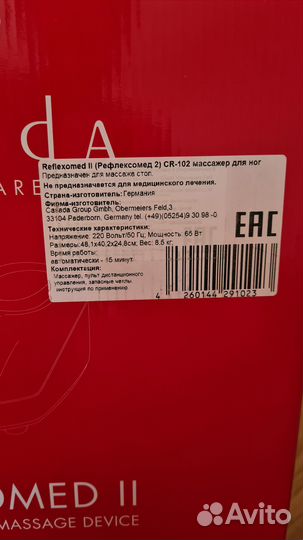 dA
ARE
Reflexomed II (Рефлексомед 2) CR-102 массажер для ног
Предназначен для массажа стоп.
Не предназначается для медицинского лечения.
Страна-изготовитель: Германия
Фирма-изготовитель:
Casada Group Gmbh, Obermeiers Feld,3
33104 Paderborn, Germany tel. (+49)(05254)9 30 98 -0
Технические характеристики:
Напряжение: 220 Вольт/50 Гц; Мощность: 65 Вт
Размеры;48,1х40,2х24,8см; Вес: 8,5 кг.
Время работы:
автоматически - 15 минут.
Комплектация:
Массажер, пульт дистанционного
управления, запасные чехлы
инструкция по применению
EAC
4 260144 291023
OMED II
MASSAGE DEVICE
Avito